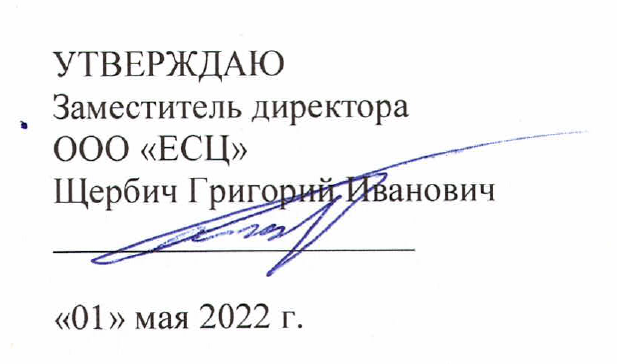 УТВЕРЖДАЮ
Заместитель директора
ООО «ЕСЦ»
Щербич Григорий Иванович
«01» мая 2022 г.